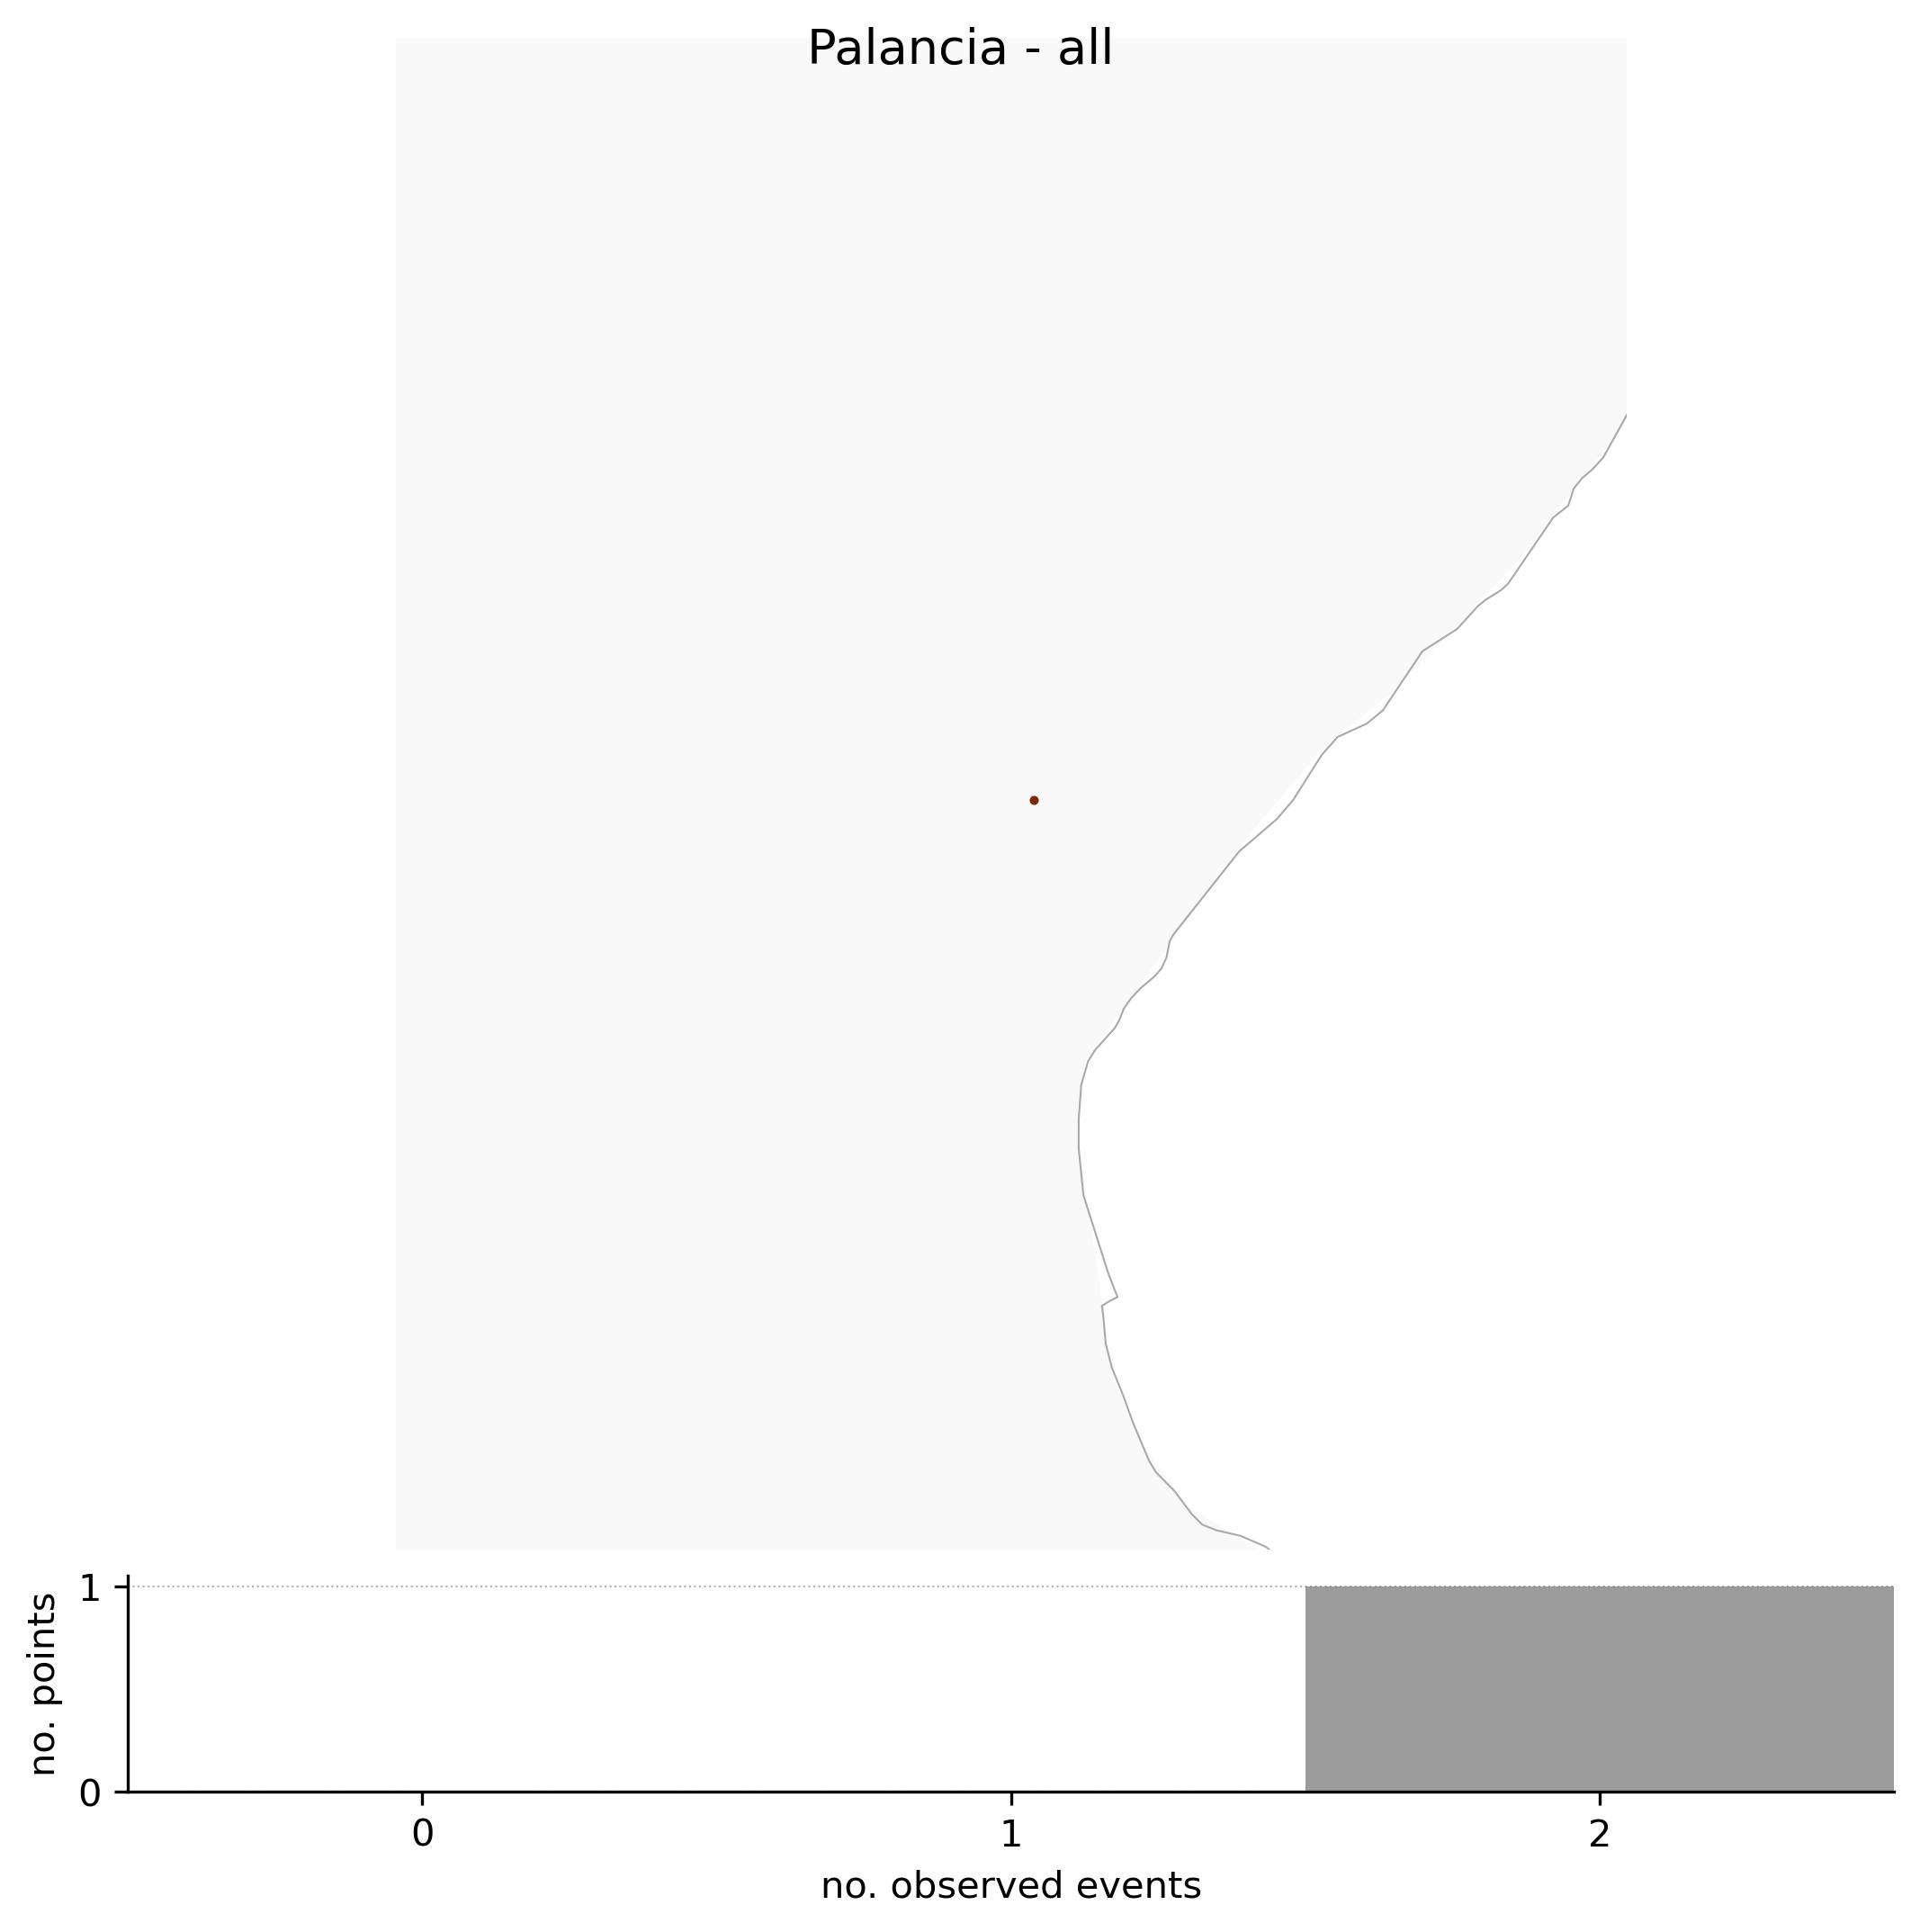 Palancia - all
no. points
1
0
0 1 2
no. observed events